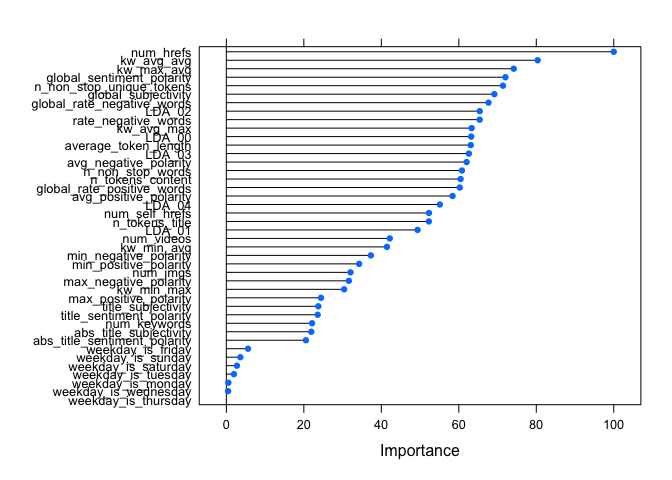 num_hrefs
kw_avg_avg
kw_max_avg
global_sentiment_polarity
n_non_stop_unique_tokens
global_subjectivity
global_rate_negative_words
LDA_02
rate_negative_words
kw_avg_max
LDA_00
average_token_length
LDA_03
avg_negative_polarity
n_non_stop_words
n_tokens_content
global_rate_positive_words
avg_positive_polarity
LDA_04
num_self_hrefs
n_tokens_title
LDA_01
num_videos
kw_min_avg
min_negative_polarity
min_positive_polarity
num_imgs
max_negative_polarity
kw_min_max
max_positive_polarity
title_subjectivity
title_sentiment_polarity
num_keywords
abs_title_subjectivity
abs_title_sentiment_polarity
weekday_is_friday
weekday_is_sunday
weekday_is_saturday
weekday_is_tuesday
weekday_is_monday
weekday_is_wednesday
weekday_is_thursday
0 20 40 60 80 100
Importance